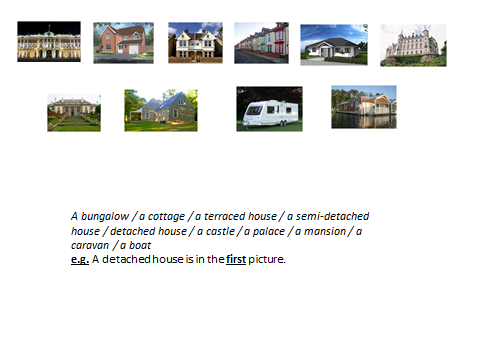 A bungalow / a cottage / a terraced house / a semi-detached
house / detached house / a castle / a palace / a mansion / a
caravan / a boat
e.g. A detached house is in the first picture.